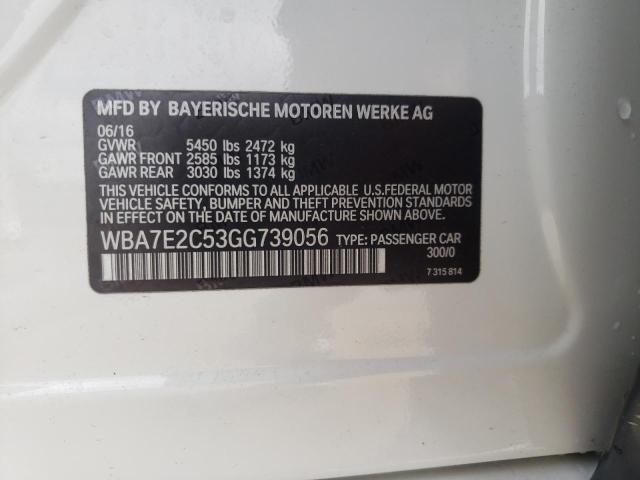 MFD BY BAYERISCHE MOTOREN WERKE AG
06/16
GVWR 5450 lbs 2472 kg
GAWR FRONT 2585 lbs 1173 kg
GAWR REAR 3030 lbs 1374 kg
THIS VEHICLE CONFORMS TO ALL APPLICABLE U.S.FEDERAL MOTOR
VEHICLE SAFETY, BUMPER, AND THEFT PREVENTION STANDARDS
IN EFFECT ON THE DATE OF MANUFACTURE SHOWN ABOVE.
WBA7E2C53GG739056 TYPE: PASSENGER CAR
300/0
7 315 814